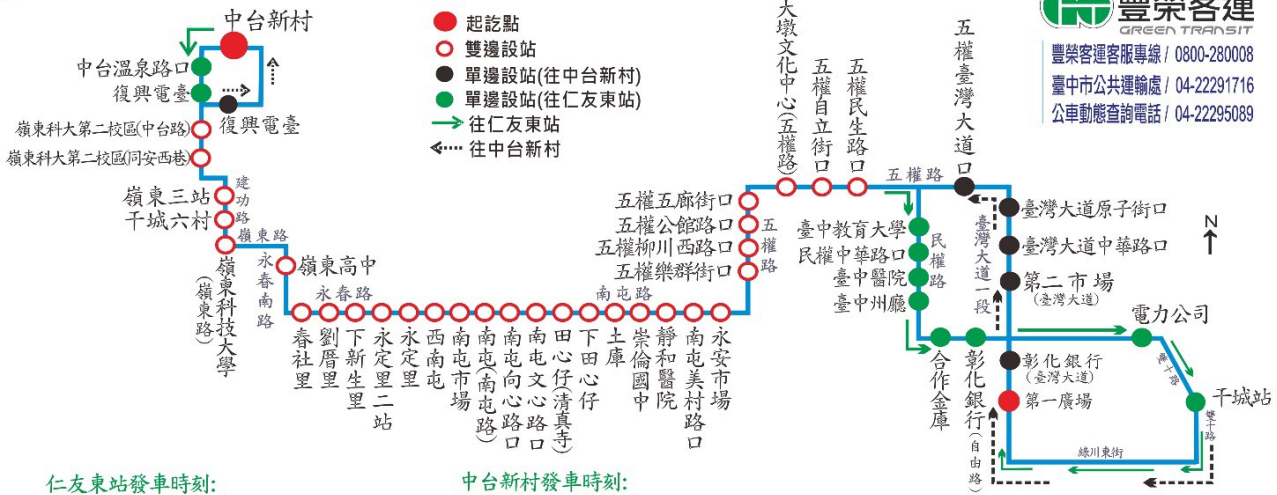 中台新村
中台溫泉路口
復興電臺
復興電臺
嶺東科大第二校區(中台路)
嶺東科大第二校區(同安西巷)
嶺東三站
干城六村
建功路
嶺東路
嶺東科技大學(嶺東路)
永春南路
嶺東高中
永春路
起訖點
雙邊設站
單邊設站(往中台新村)
單邊設站(往仁友東站)
往仁友東站
往中台新村
春社里
劉厝里
下新生里
永定里二站
永定里
西南屯
南屯市場
南屯(南屯路)
南屯向心路口
南屯文心路口
田心仔(清真寺)
下田心仔
土庫
崇倫國中
靜和醫院
南屯美村路口
永安市場
南屯路
五權五廊街口
五權公館路口
五權柳川西路口
五權樂群街口
五權路
大墩文化中心(五權路)
五權自立街口
五權民生路口
五權路
五權臺灣大道口
臺中教育大學
民權中華路口
臺中醫院
臺中州廳
民權路
合作金庫
彰化銀行(自由路)
臺灣大道一段
臺灣大道原子街口
臺灣大道中華路口
第二市場
(臺灣大道)
彰化銀行
(臺灣大道)
第一廣場
電力公司
雙十路
干城站
雙十路
綠川東街
N
豐榮客運
GREEN TRANSIT
豐榮客運客服專線 / 0800-280008
臺中市公共運輸處 / 04-22291716
公車動態查詢電話 / 04-22295089
仁友東站發車時刻:
中台新村發車時刻: